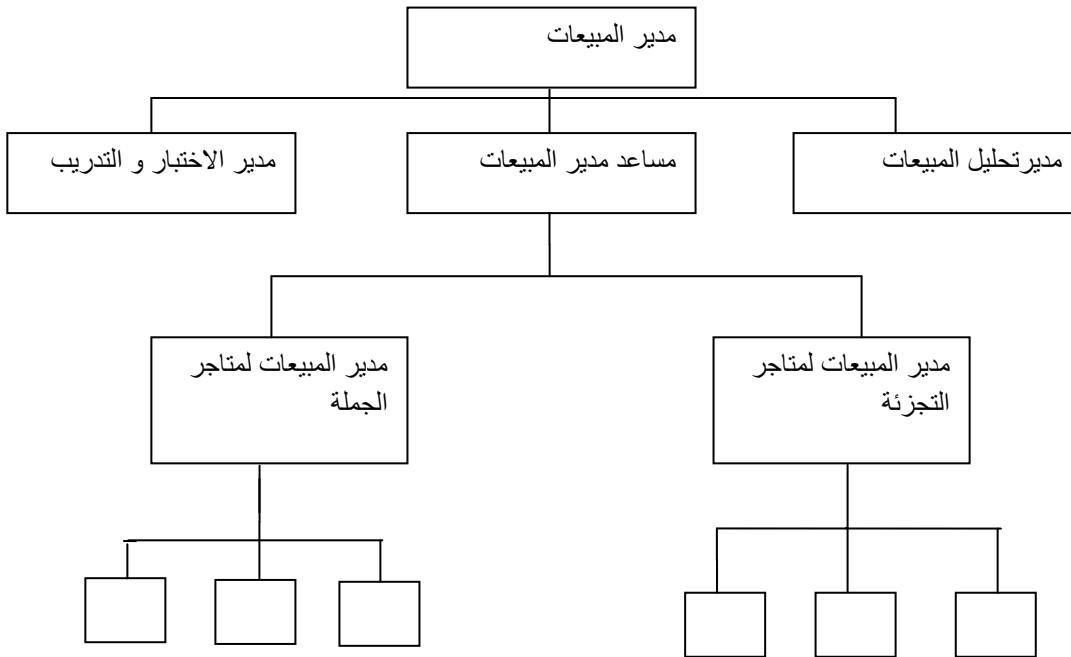 مدير المبيعات
مديرتحليل المبيعات
مساعد مدير المبيعات
مدير الاختبار و التدريب
مدير المبيعات لمتاجر
التجزئة
مدير المبيعات لمتاجر
الجملة